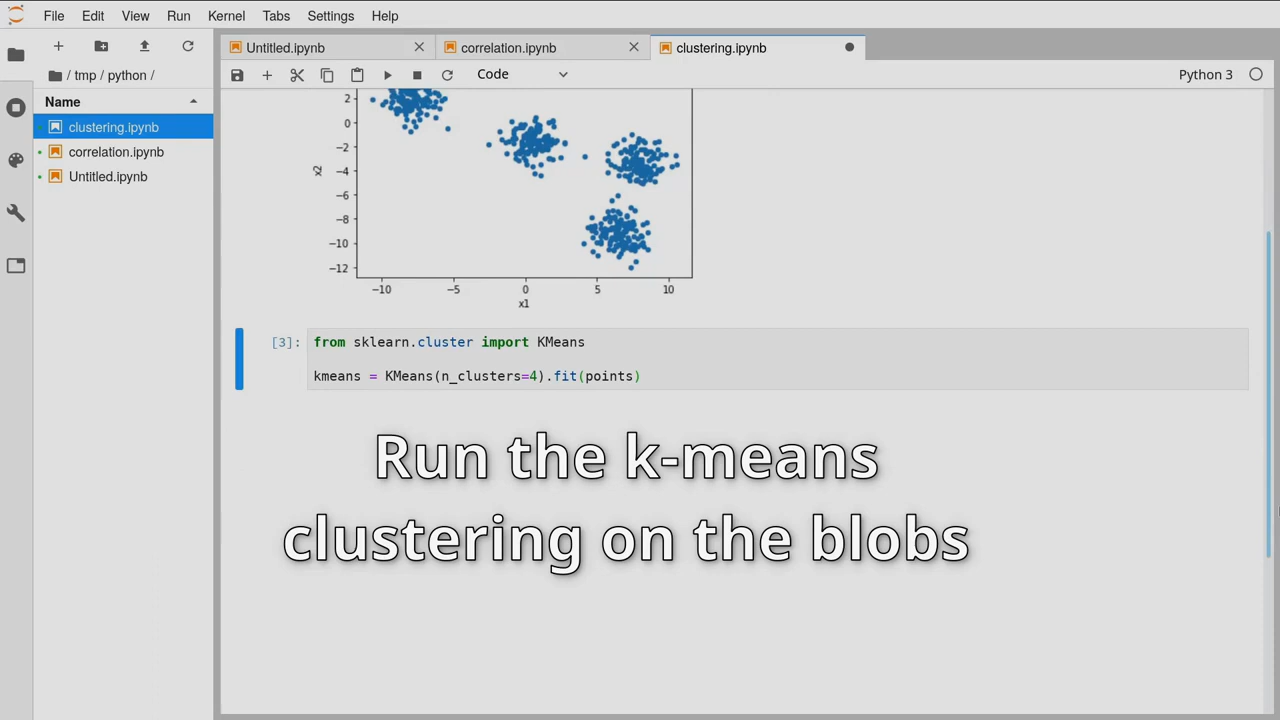 File Edit View Run Kernel Tabs Settings Help
/ tmp / python /
Name
clustering.ipynb
correlation.ipynb
Untitled.ipynb
Untitled.ipynb
correlation.ipynb
clustering.ipynb
Code
Python 3
2
0
−2
−4
−6
−8
−10
−12
x2
−10 −5 0 5 10
x1
[3]:
from sklearn.cluster import KMeans
kmeans = KMeans(n_clusters=4).fit(points)
Run the k-means
clustering on the blobs